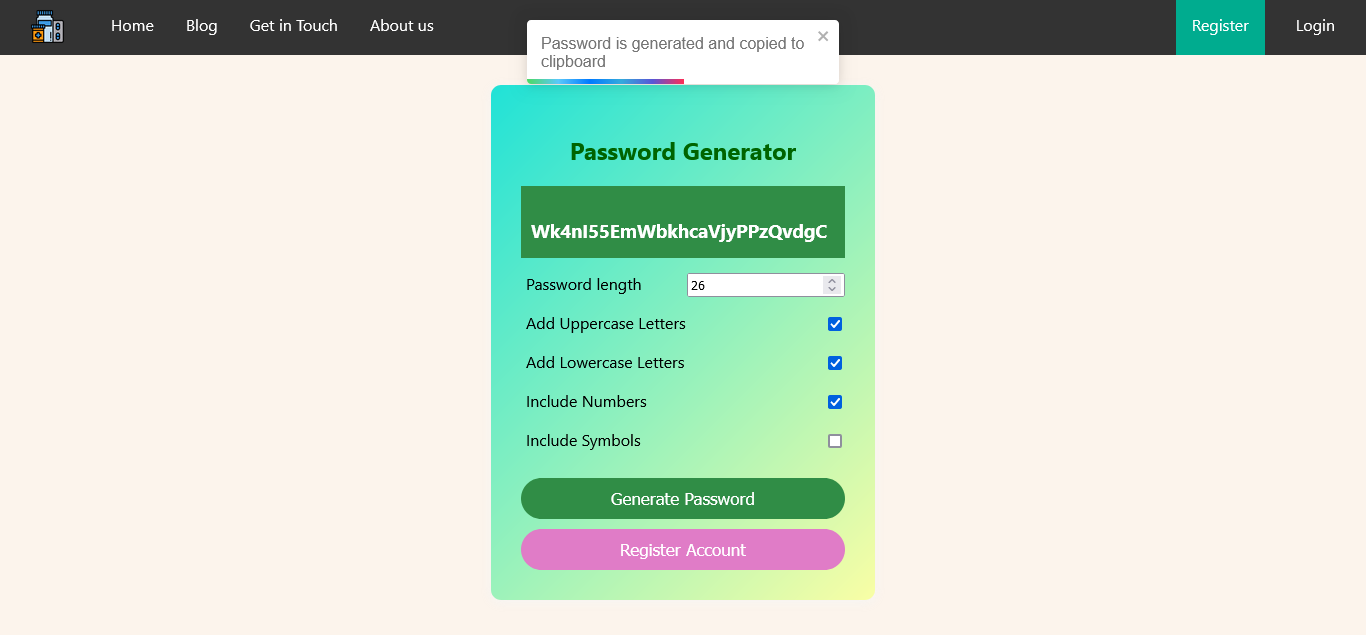 Home Blog Get in Touch About us Register Login
Password is generated and copied to
clipboard
Password Generator
Wk4nI55EmWbkhcaVjyPPzQvdgC
Password length 26
Add Uppercase Letters
Add Lowercase Letters
Include Numbers
Include Symbols
Generate Password
Register Account